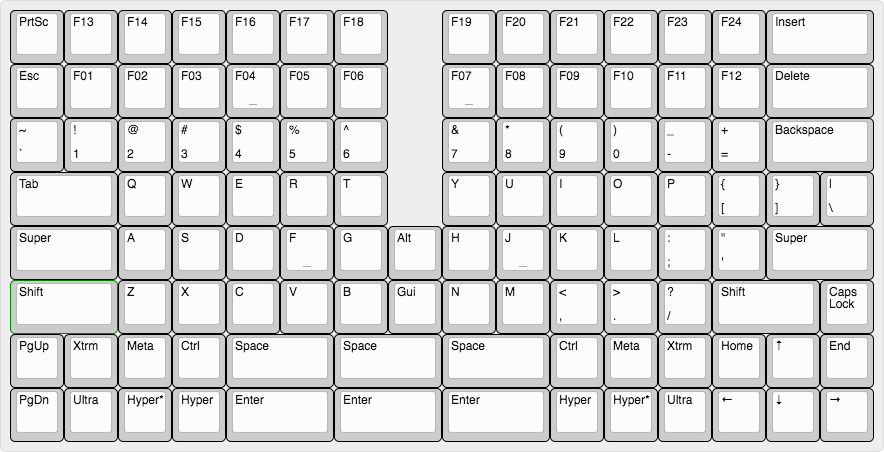 PrtSc F13 F14 F15 F16 F17 F18 F19 F20 F21 F22 F23 F24 Insert
Esc F01 F02 F03 F04 F05 F06 F07 F08 F09 F10 F11 F12 Delete
_ _
~ ! @ # $ % ^ & * ( ) _ + Backspace
` 1 2 3 4 5 6 7 8 9 0 - =
Tab Q W E R T Y U I O P { } |
[ ] \
Super A S D F G Alt H J K L : " Super
_ _ ; '
Shift Z X C V B Gui N M < > ? Shift Caps
Lock
, . /
PgUp Xtrm Meta Ctrl Space Space Space Ctrl Meta Xtrm Home ↑ End
PgDn Ultra Hyper* Hyper Enter Enter Enter Hyper Hyper* Ultra ← ↓ →